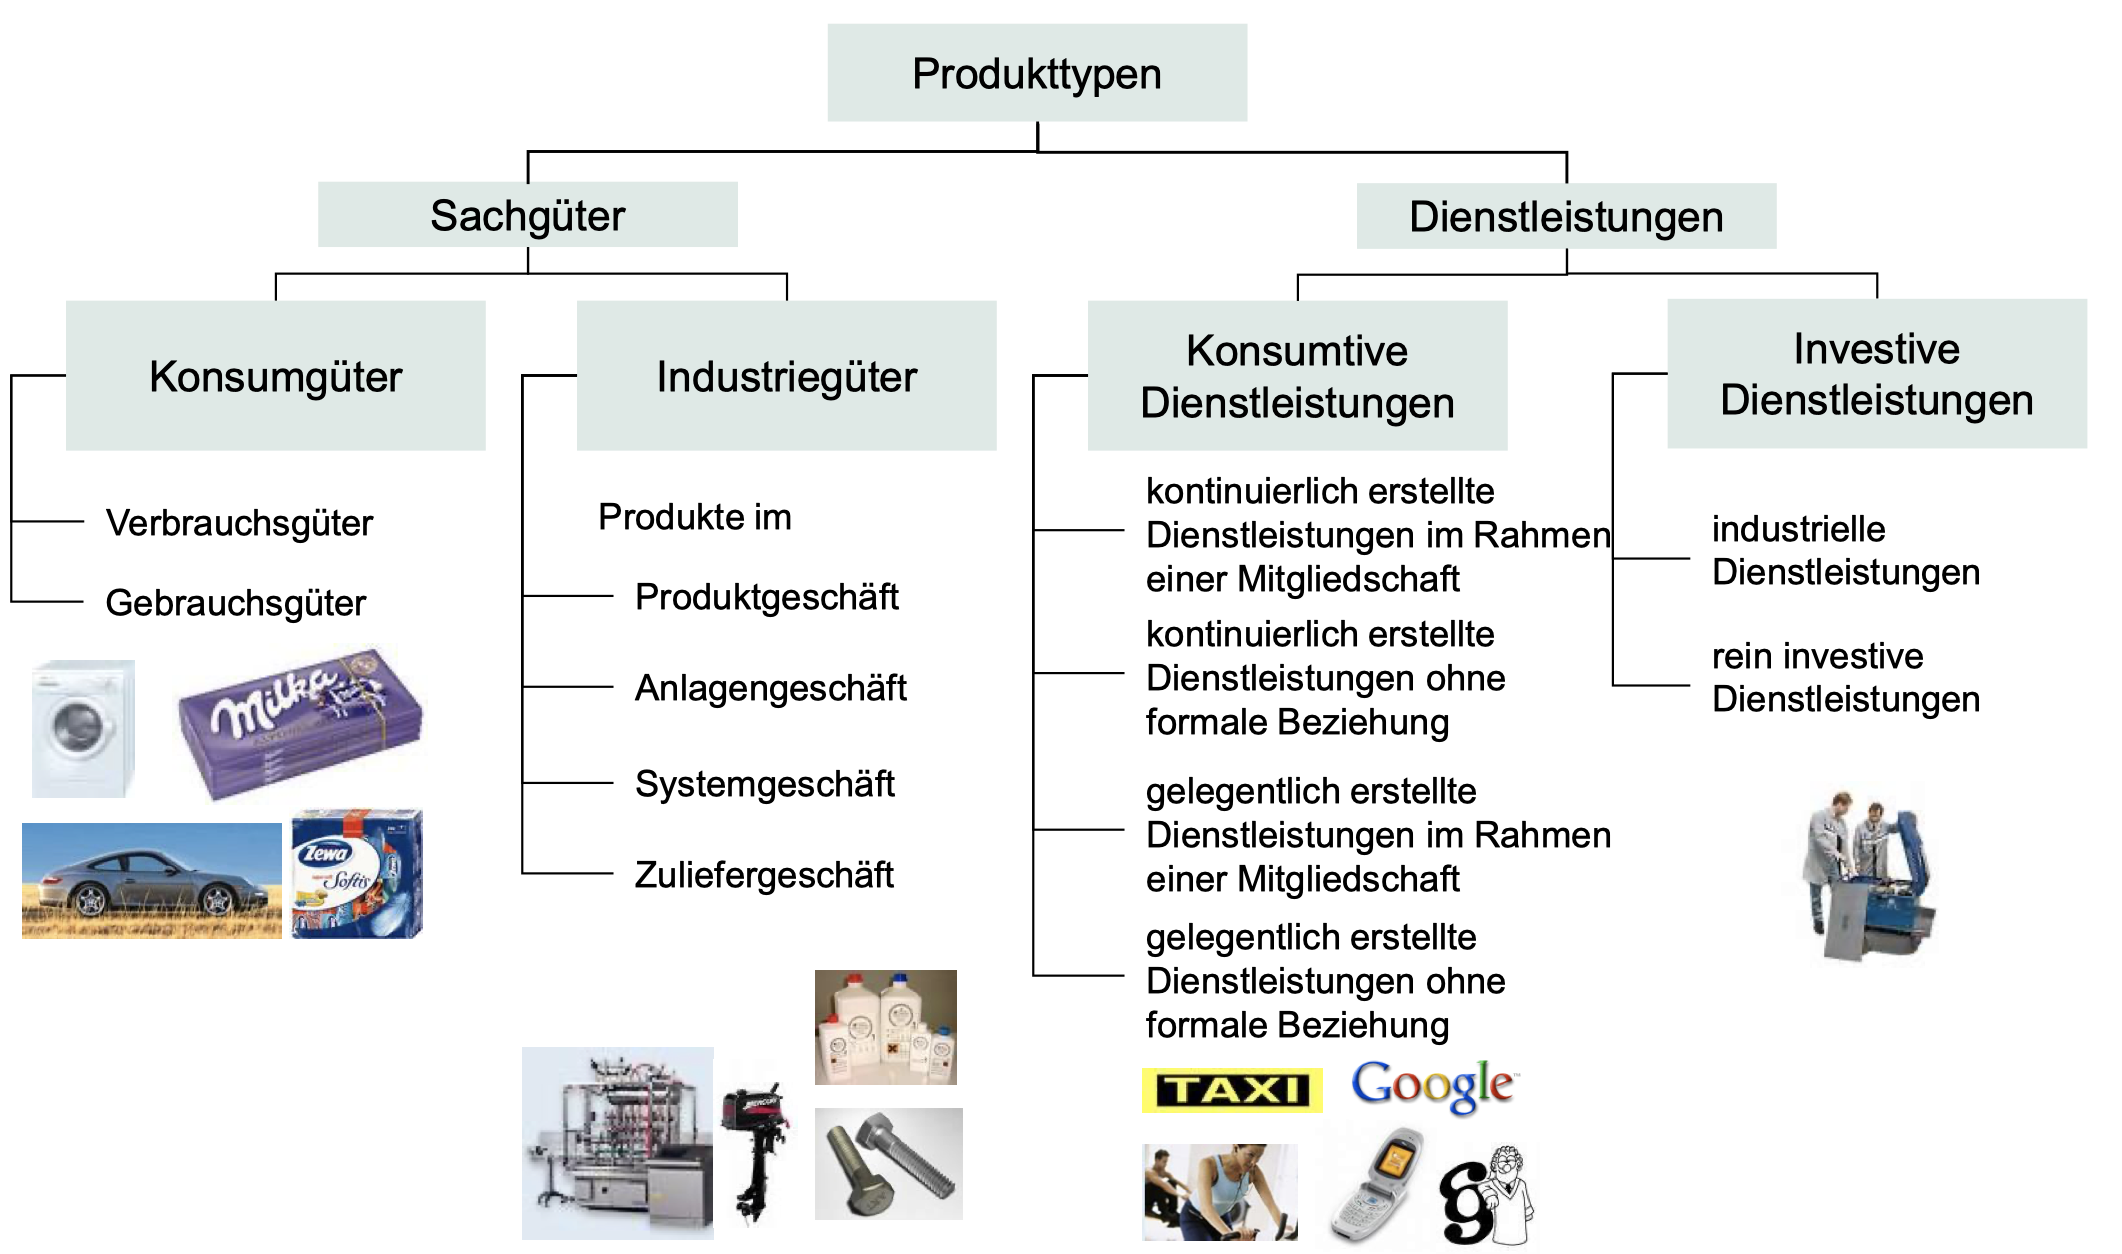 Produkttypen
Sachgüter
Dienstleistungen
Konsumgüter
Industriegüter
Konsumtive
Dienstleistungen
Investive
Dienstleistungen
Verbrauchsgüter
Gebrauchsgüter
Milka
Zewa
Softis
Produkte im
Produktgeschäft
Anlagengeschäft
Systemgeschäft
Zuliefergeschäft
kontinuierlich erstellte
Dienstleistungen im Rahmen
einer Mitgliedschaft
kontinuierlich erstellte
Dienstleistungen ohne
formale Beziehung
gelegentlich erstellte
Dienstleistungen im Rahmen
einer Mitgliedschaft
gelegentlich erstellte
Dienstleistungen ohne
formale Beziehung
TAXI
Google
§
industrielle
Dienstleistungen
rein investive
Dienstleistungen